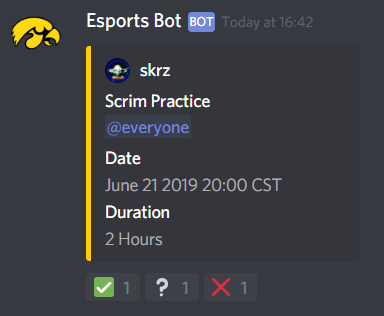 Esports Bot BOT Today at 16:42
skrz
Scrim Practice
@everyone
Date
June 21 2019 20:00 CST
Duration
2 Hours
✅ 1 ❓ 1 ❌ 1